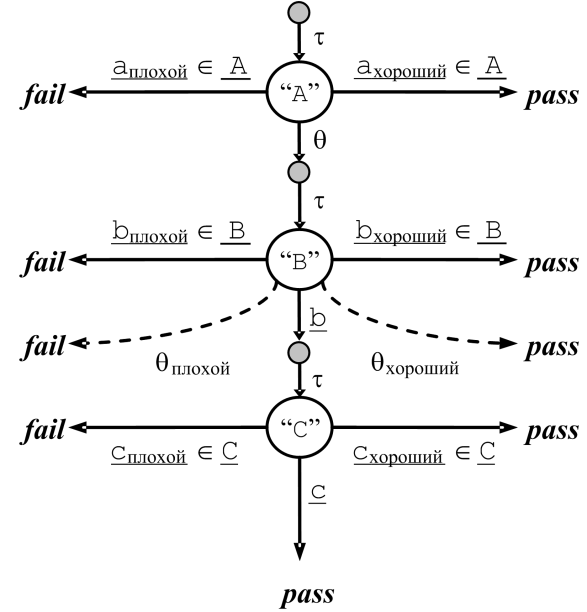 τ
a плохой ∈ A a хороший ∈ A
fail “A” pass
θ
τ
b плохой ∈ B b хороший ∈ B
fail “B” pass
b
fail pass
θ плохой θ хороший
τ
fail “C” pass
c плохой ∈ C c хороший ∈ C
c
pass